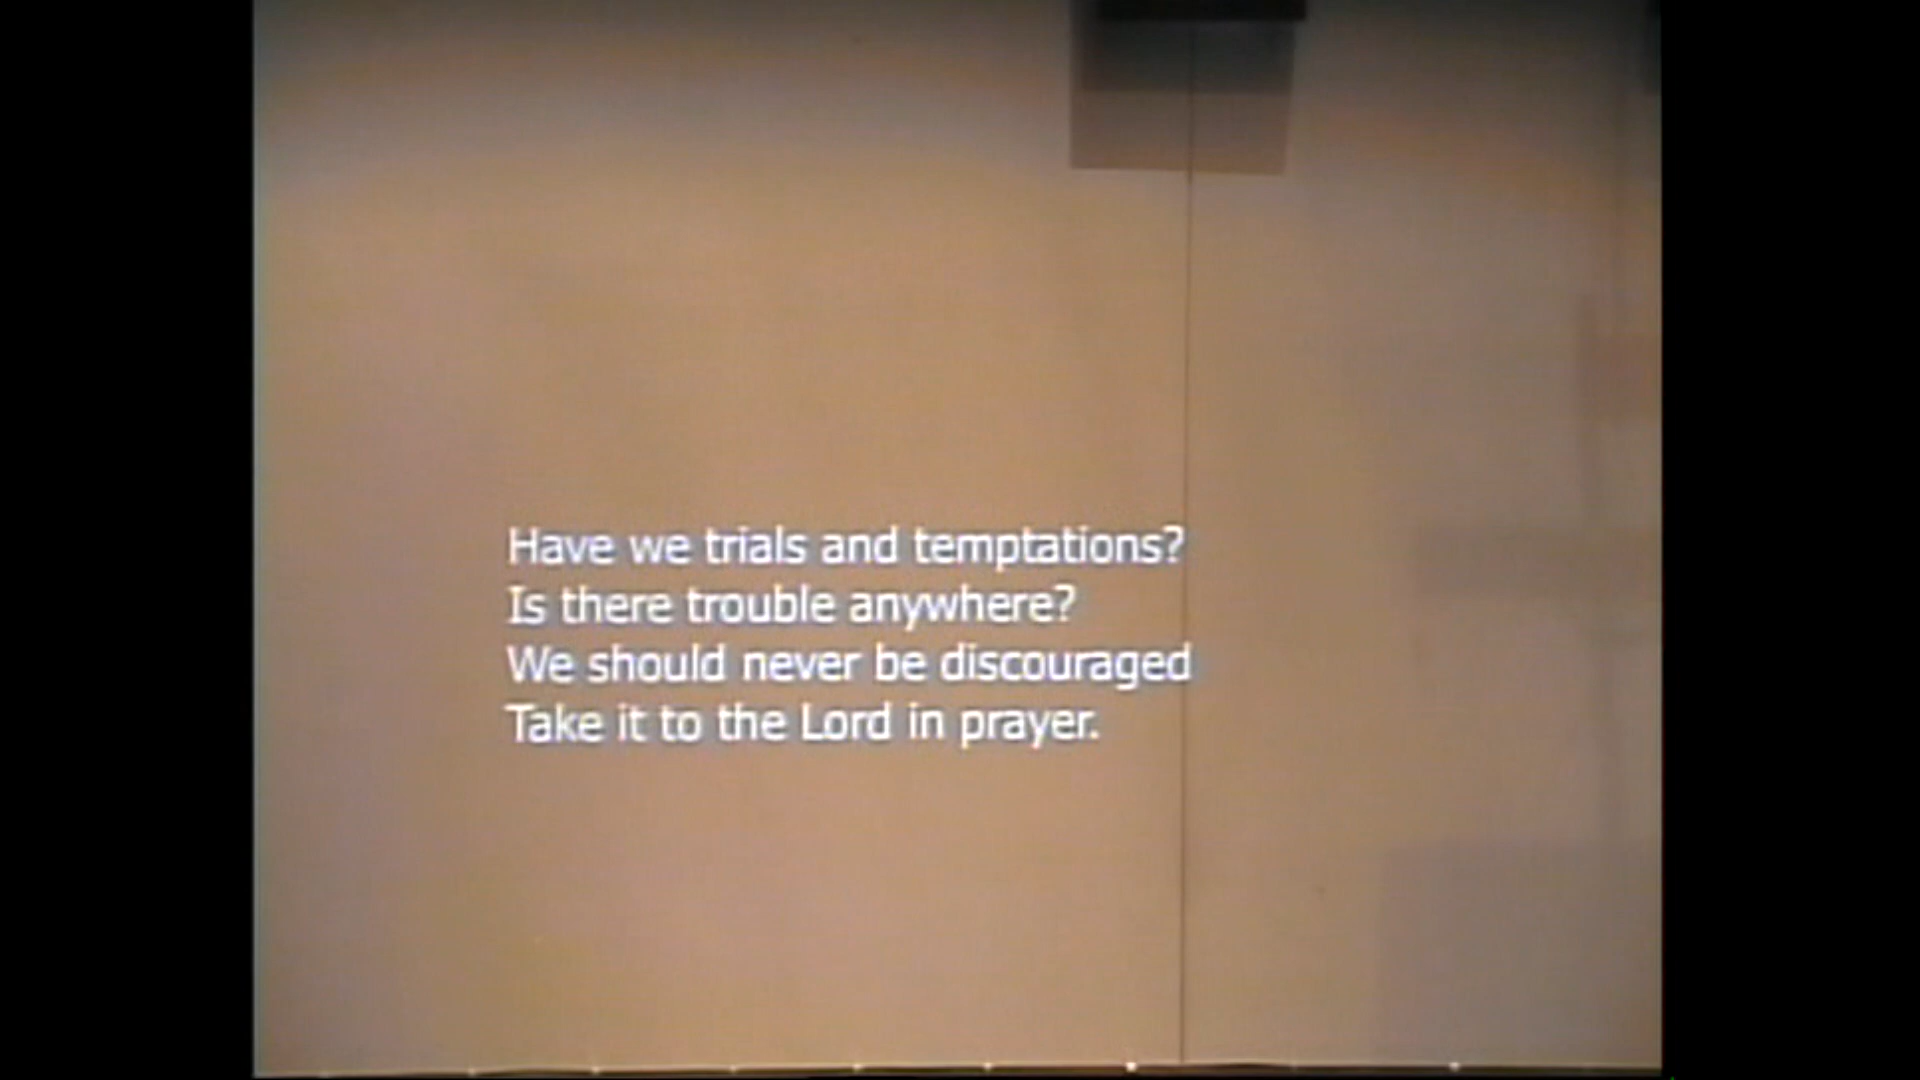 Have we trials and temptations?
Is there trouble anywhere?
We should never be discouraged
Take it to the Lord in prayer.